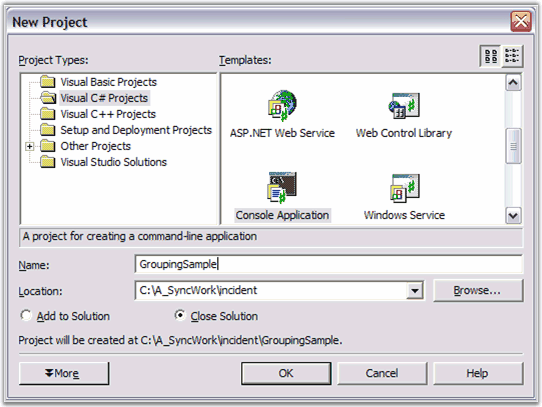 New Project
Project Types:
Templates:
Visual Basic Projects
Visual C# Projects
Visual C++ Projects
Setup and Deployment Projects
Other Projects
Visual Studio Solutions
ASP.NET Web Service
Web Control Library
Console Application
Windows Service
A project for creating a command-line application
Name:
GroupingSample
Location:
C:\A_SyncWork\incident
Browse...
Add to Solution
Close Solution
Project will be created at C:\A_SyncWork\incident\GroupingSample.
More
OK
Cancel
Help